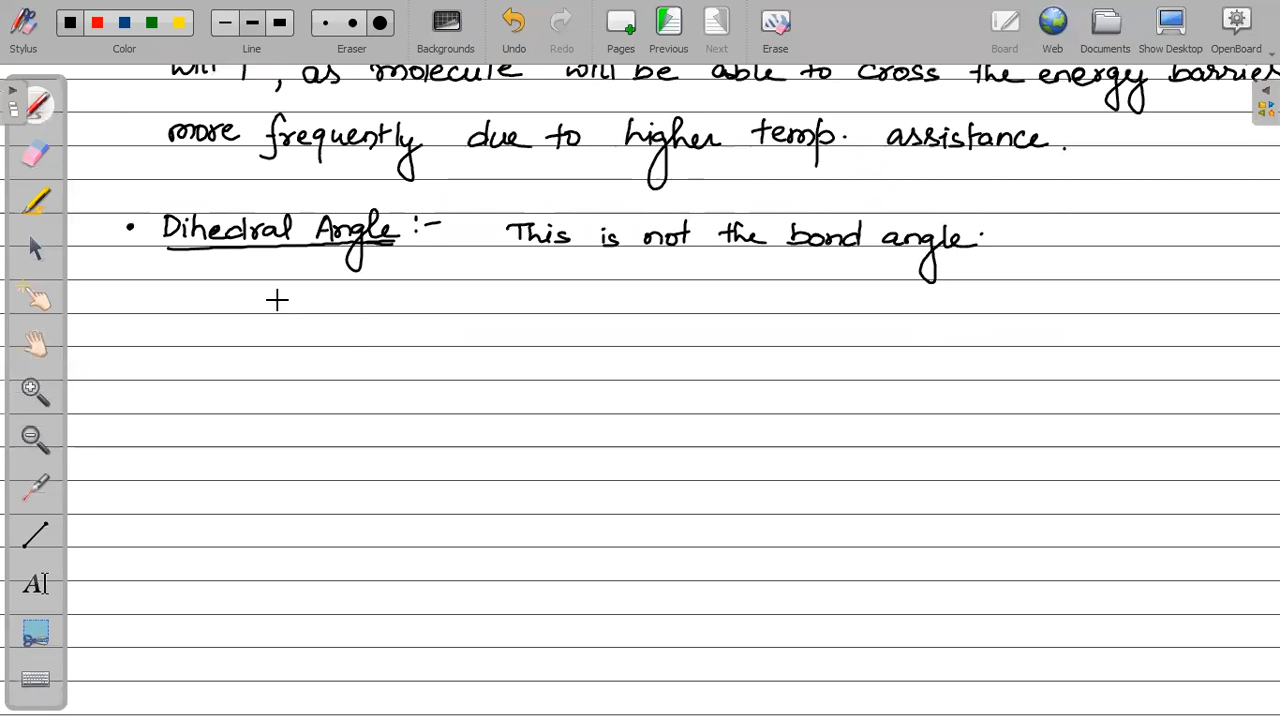 Stylus Color Line Eraser Backgrounds Undo Redo Pages Previous Next Erase Board Web Documents Show Desktop OpenBoard
will ↑, as molecule will be able to cross the energy barrier
more frequently due to higher temp. assistance.
• Dihedral Angle :- This is not the bond angle.